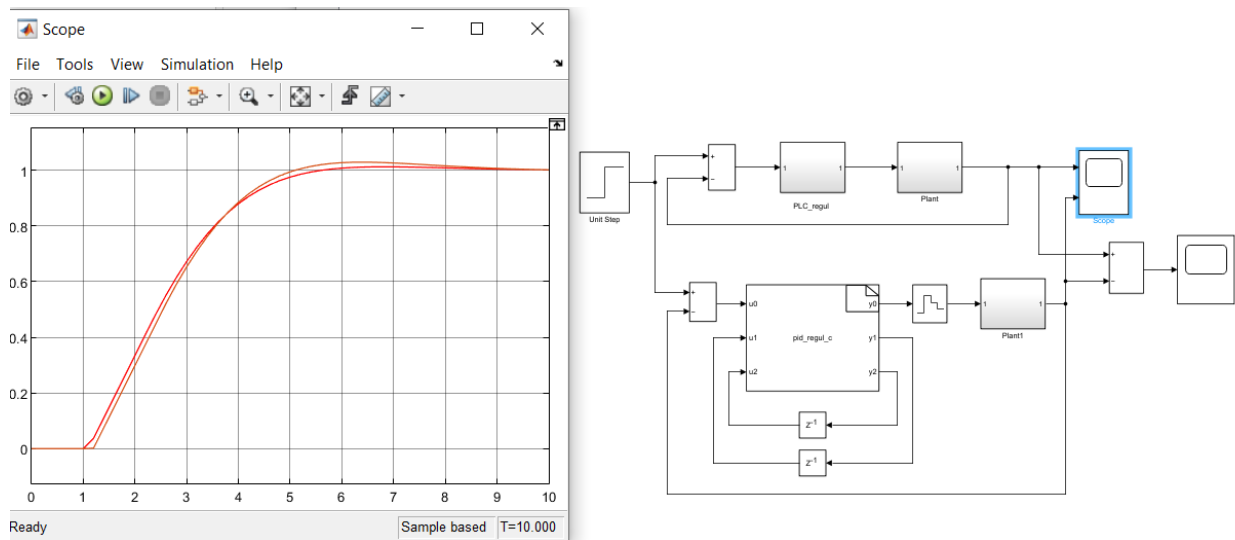 Scope
File Tools View Simulation Help
1
0.8
0.6
0.4
0.2
0
0 1 2 3 4 5 6 7 8 9 10
Ready Sample based T=10.000
Unit Step
+
−
1 1
PLC_regul
1 1
Plant
Scope
+
−
+
−
u0 y0
u1 pid_regul_c y1
u2 y2
1 1
Plant1
z-1
z-1